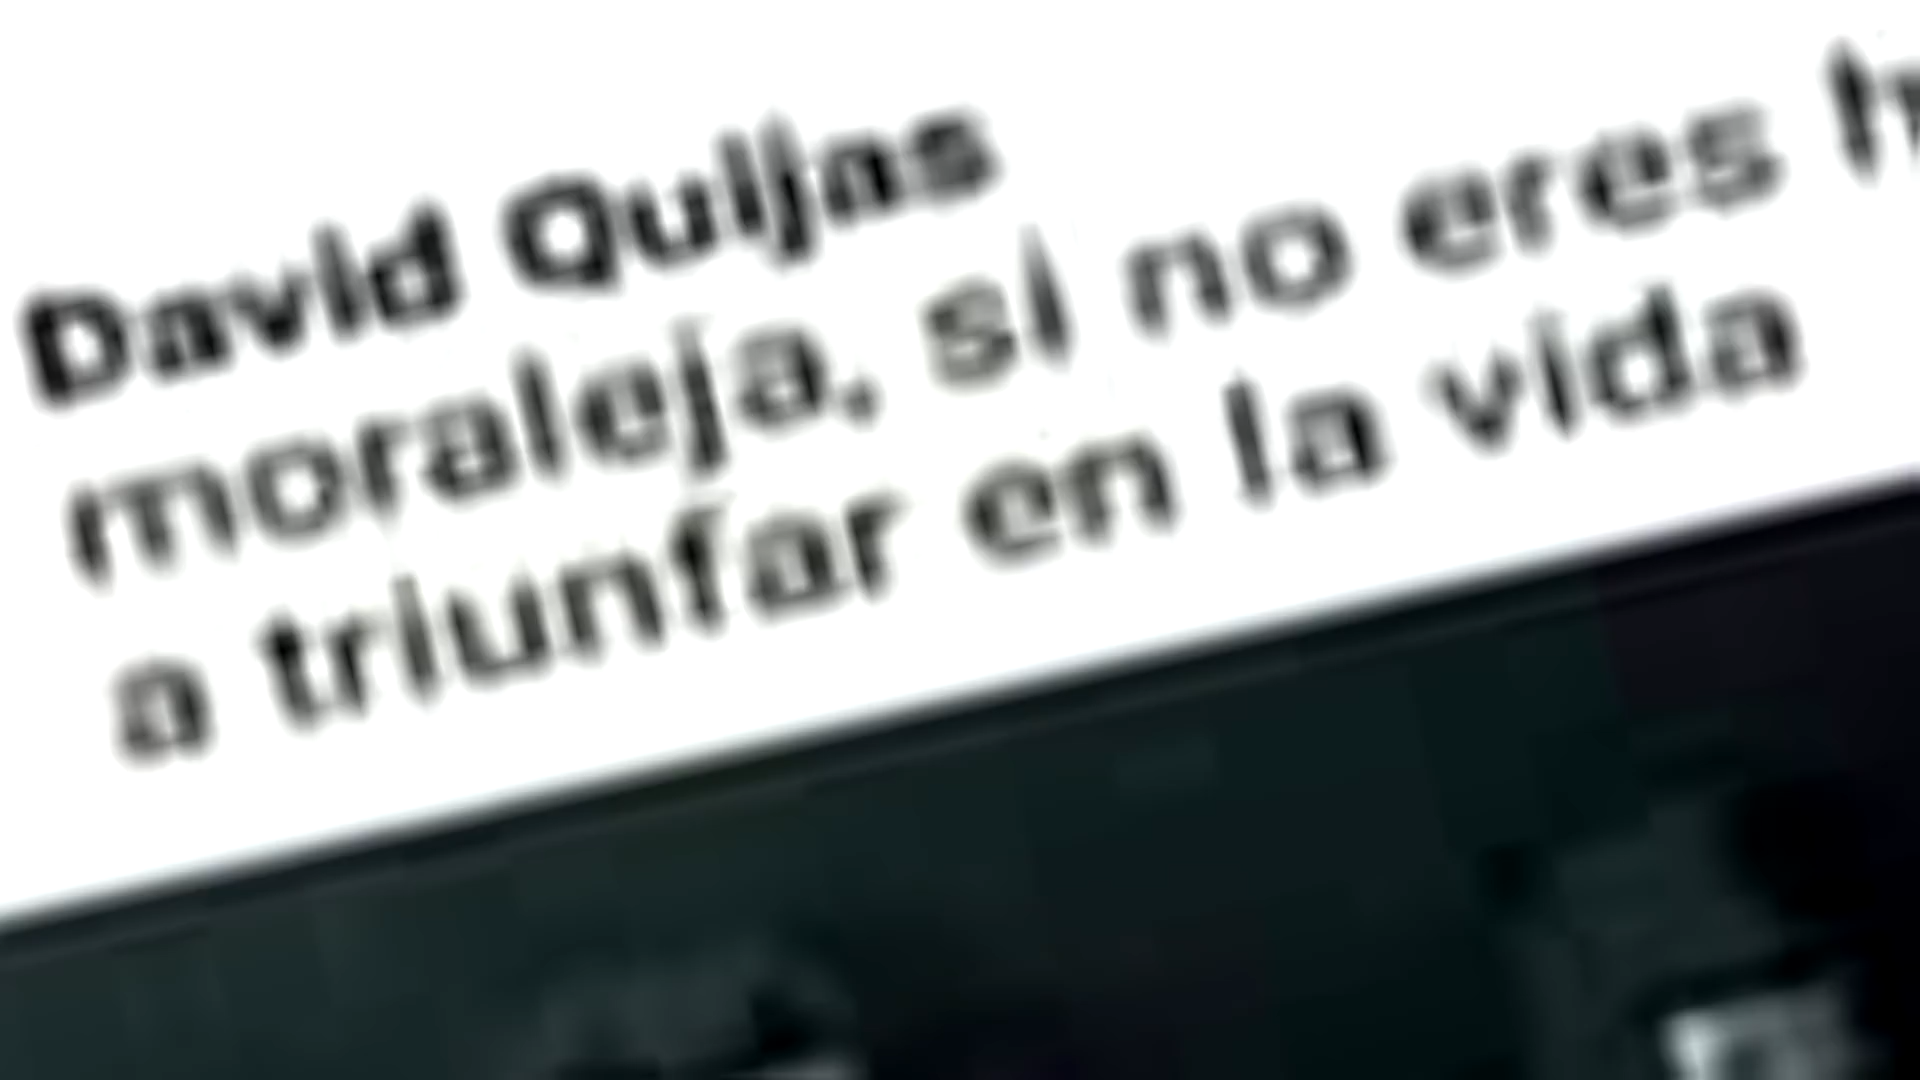 David Quijas
moraleja, si no eres
a triunfar en la vida